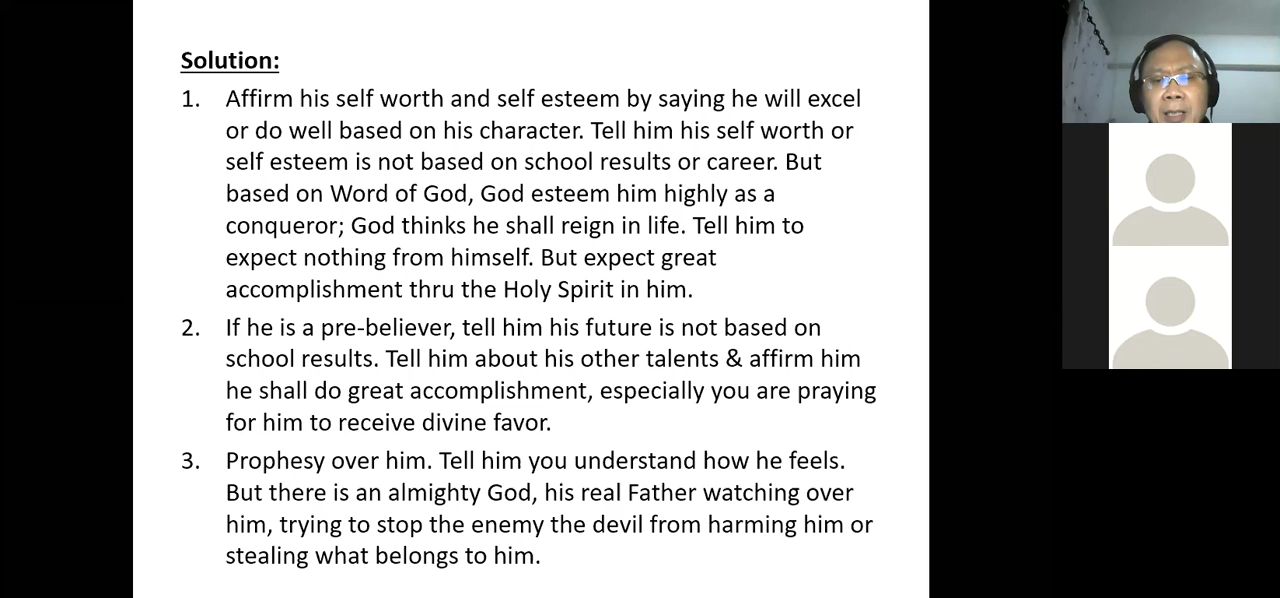 Solution:
1. Affirm his self worth and self esteem by saying he will excel
or do well based on his character. Tell him his self worth or
self esteem is not based on school results or career. But
based on Word of God, God esteem him highly as a
conqueror; God thinks he shall reign in life. Tell him to
expect nothing from himself. But expect great
accomplishment thru the Holy Spirit in him.
2. If he is a pre-believer, tell him his future is not based on
school results. Tell him about his other talents & affirm him
he shall do great accomplishment, especially you are praying
for him to receive divine favor.
3. Prophesy over him. Tell him you understand how he feels.
But there is an almighty God, his real Father watching over
him, trying to stop the enemy the devil from harming him or
stealing what belongs to him.